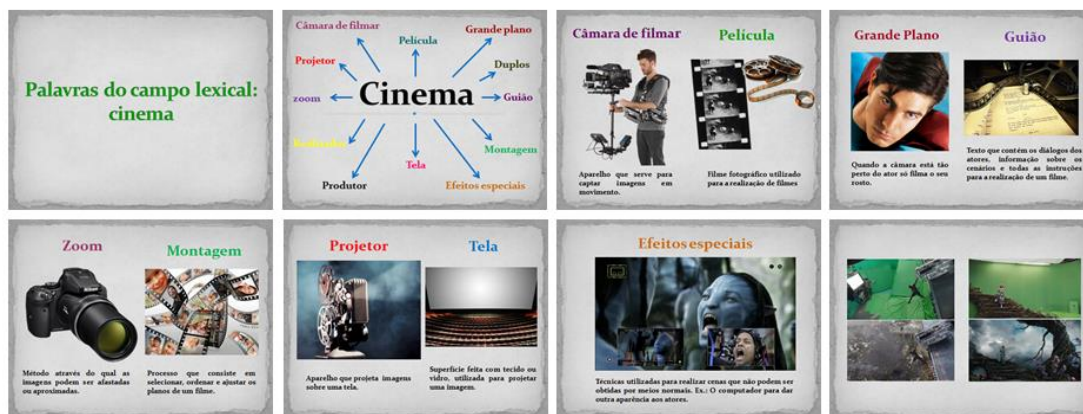 Palavras do campo lexical:
cinema
Câmara de filmar
Película
Grande plano
Projetor
Duplos
zoom
Cinema
Guião
Montagem
Tela
Produtor
Efeitos especiais
Câmara de filmar
Película
Aparelho que serve para
captar imagens em
movimento.
Filme fotográfico utilizado
para a realização de filmes
Grande Plano
Guião
Quando a câmara está tão
perto do ator só filma o seu
rosto.
Texto que contém os diálogos dos
atores, informação sobre os
cenários e todas as instruções
para a realização de um filme.
Zoom
Montagem
Método através do qual as
imagens podem ser afastadas
ou aproximadas.
Processo que consiste em
selecionar, ordenar e ajustar os
planos de um filme.
Projetor
Tela
Aparelho que projeta imagens
sobre uma tela.
Superfície feita com tecido ou
vidro, utilizada para projetar
uma imagem.
Efeitos especiais
Técnicas utilizadas para realizar cenas que não podem ser
obtidas por meios normais. Ex.: O computador para dar
outra aparência aos atores.